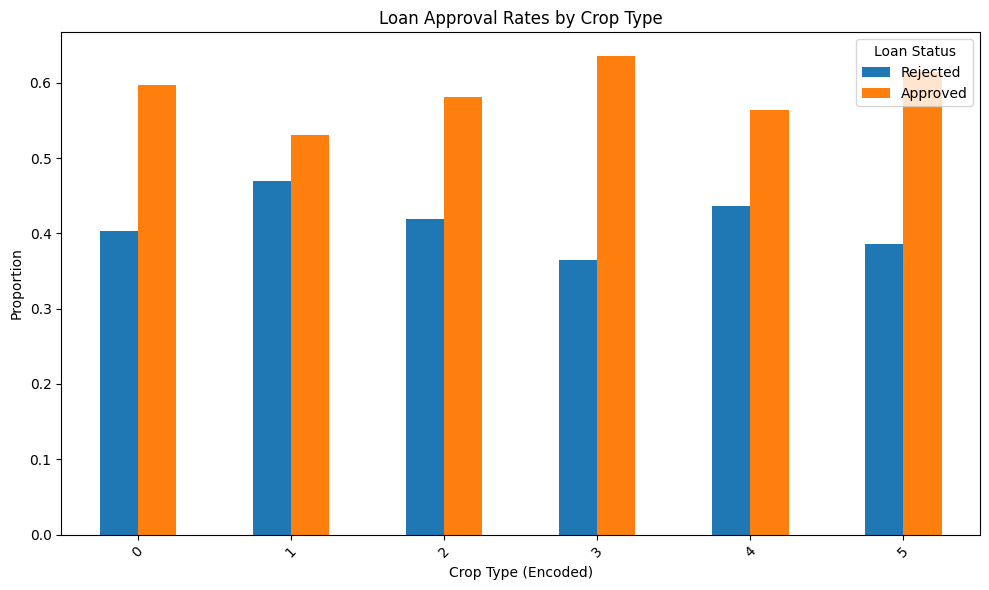 Loan Approval Rates by Crop Type
Loan Status
Rejected
Approved
Proportion
0.6
0.5
0.4
0.3
0.2
0.1
0.0
0
1
2
3
4
5
Crop Type (Encoded)